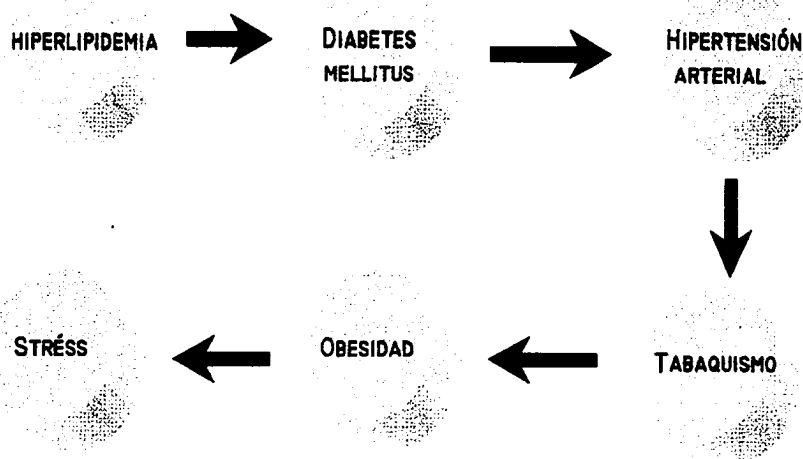 HIPERLIPIDEMIA
DIABETES
MELLITUS
HIPERTENSIÓN
ARTERIAL
TABAQUISMO
OBESIDAD
STRÉSS